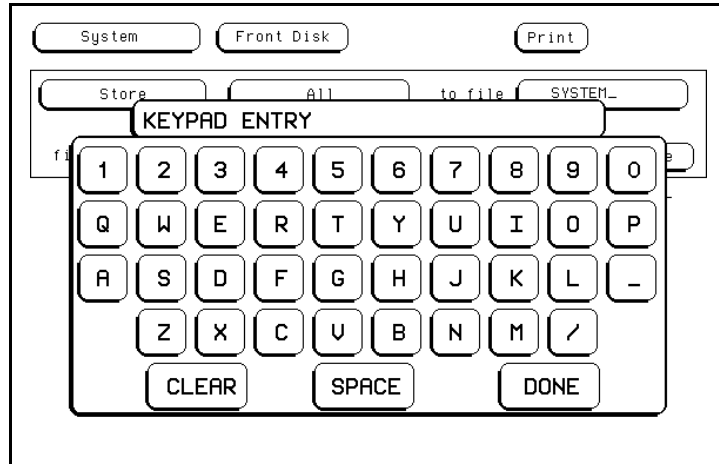 System Front Disk Print
Store All to file SYSTEM_
KEYPAD ENTRY
fi e
1 2 3 4 5 6 7 8 9 0
Q W E R T Y U I O P
A S D F G H J K L _
Z X C V B N M /
CLEAR SPACE DONE